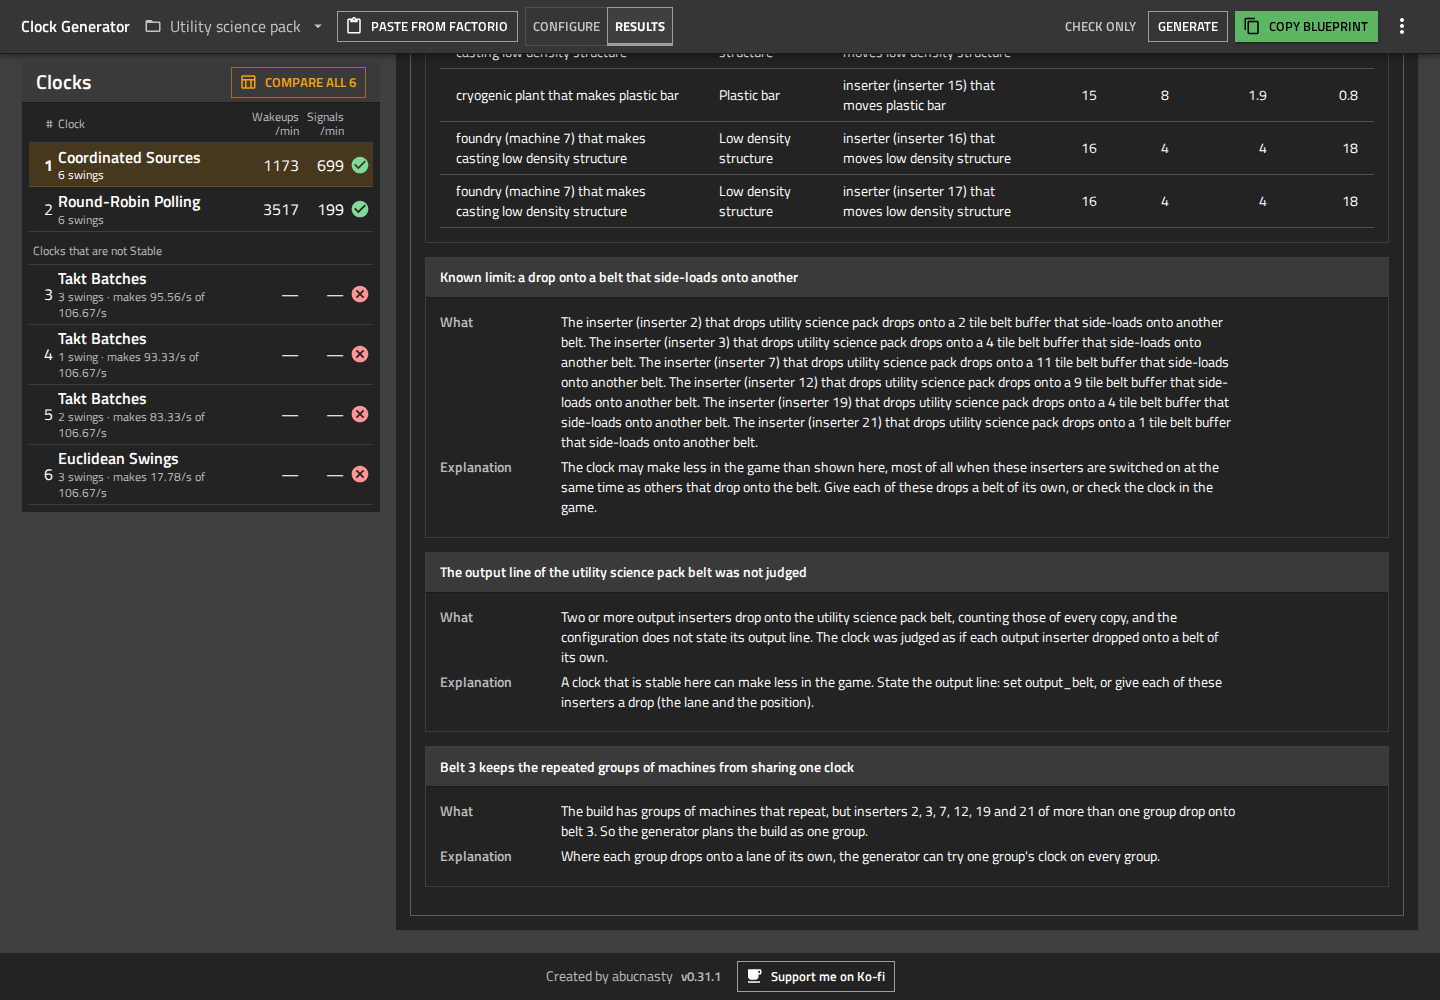 Clock Generator
Utility science pack
PASTE FROM FACTORIO
CONFIGURE
RESULTS
CHECK ONLY
GENERATE
COPY BLUEPRINT
Clocks
COMPARE ALL 6
# Clock
Wakeups /min
Signals /min
1 Coordinated Sources 1173 699
6 swings
2 Round-Robin Polling 3517 199
6 swings
Clocks that are not Stable
3 Takt Batches — —
3 swings · makes 95.56/s of
106.67/s
4 Takt Batches — —
1 swing · makes 93.33/s of
106.67/s
5 Takt Batches — —
2 swings · makes 83.33/s of
106.67/s
6 Euclidean Swings — —
3 swings · makes 17.78/s of
106.67/s
casting low density structure structure moves low density structure
cryogenic plant that makes plastic bar Plastic bar inserter (inserter 15) that moves plastic bar 15 8 1.9 0.8
foundry (machine 7) that makes casting low density structure Low density structure inserter (inserter 16) that moves low density structure 16 4 4 18
foundry (machine 7) that makes casting low density structure Low density structure inserter (inserter 17) that moves low density structure 16 4 4 18
Known limit: a drop onto a belt that side-loads onto another
What
The inserter (inserter 2) that drops utility science pack drops onto a 2 tile belt buffer that side-loads onto another
belt. The inserter (inserter 3) that drops utility science pack drops onto a 4 tile belt buffer that side-loads onto
another belt. The inserter (inserter 7) that drops utility science pack drops onto a 11 tile belt buffer that side-loads
onto another belt. The inserter (inserter 12) that drops utility science pack drops onto a 9 tile belt buffer that side-
loads onto another belt. The inserter (inserter 19) that drops utility science pack drops onto a 4 tile belt buffer that
side-loads onto another belt. The inserter (inserter 21) that drops utility science pack drops onto a 1 tile belt buffer
that side-loads onto another belt.
Explanation
The clock may make less in the game than shown here, most of all when these inserters are switched on at the
same time as others that drop onto the belt. Give each of these drops a belt of its own, or check the clock in the
game.
The output line of the utility science pack belt was not judged
What
Two or more output inserters drop onto the utility science pack belt, counting those of every copy, and the
configuration does not state its output line. The clock was judged as if each output inserter dropped onto a belt of
its own.
Explanation
A clock that is stable here can make less in the game. State the output line: set output_belt, or give each of these
inserters a drop (the lane and the position).
Belt 3 keeps the repeated groups of machines from sharing one clock
What
The build has groups of machines that repeat, but inserters 2, 3, 7, 12, 19 and 21 of more than one group drop onto
belt 3. So the generator plans the build as one group.
Explanation
Where each group drops onto a lane of its own, the generator can try one group's clock on every group.
Created by abucnasty v0.31.1
Support me on Ko-fi